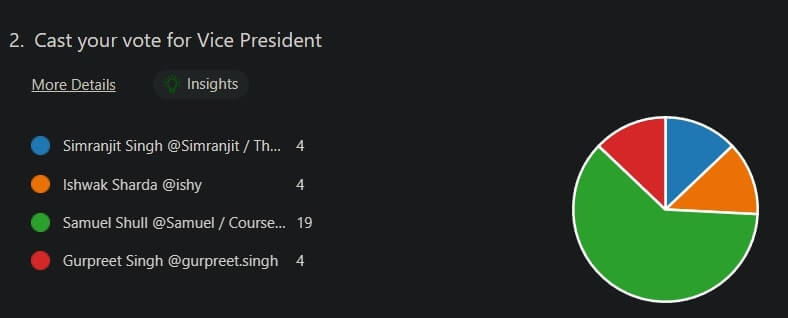 2. Cast your vote for Vice President
More Details Insights
Simranjit Singh @Simranjit / Th... 4
Ishwak Sharda @ishy 4
Samuel Shull @Samuel / Course... 19
Gurpreet Singh @gurpreet.singh 4